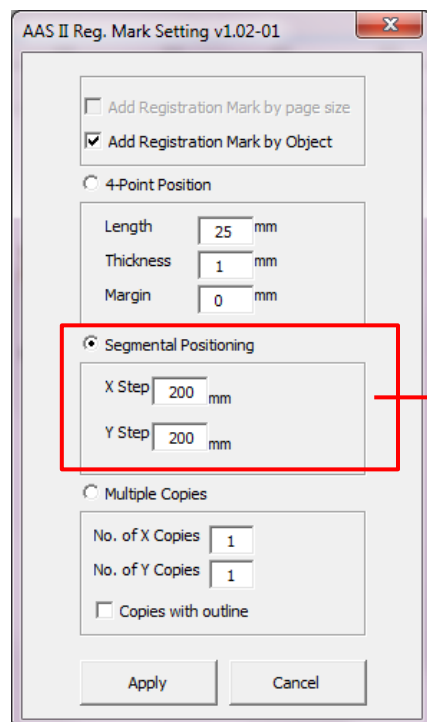 AAS II Reg. Mark Setting v1.02-01
Add Registration Mark by page size
Add Registration Mark by Object
4-Point Position
Length 25 mm
Thickness 1 mm
Margin 0 mm
Segmental Positioning
X Step 200 mm
Y Step 200 mm
Multiple Copies
No. of X Copies 1
No. of Y Copies 1
Copies with outline
Apply Cancel